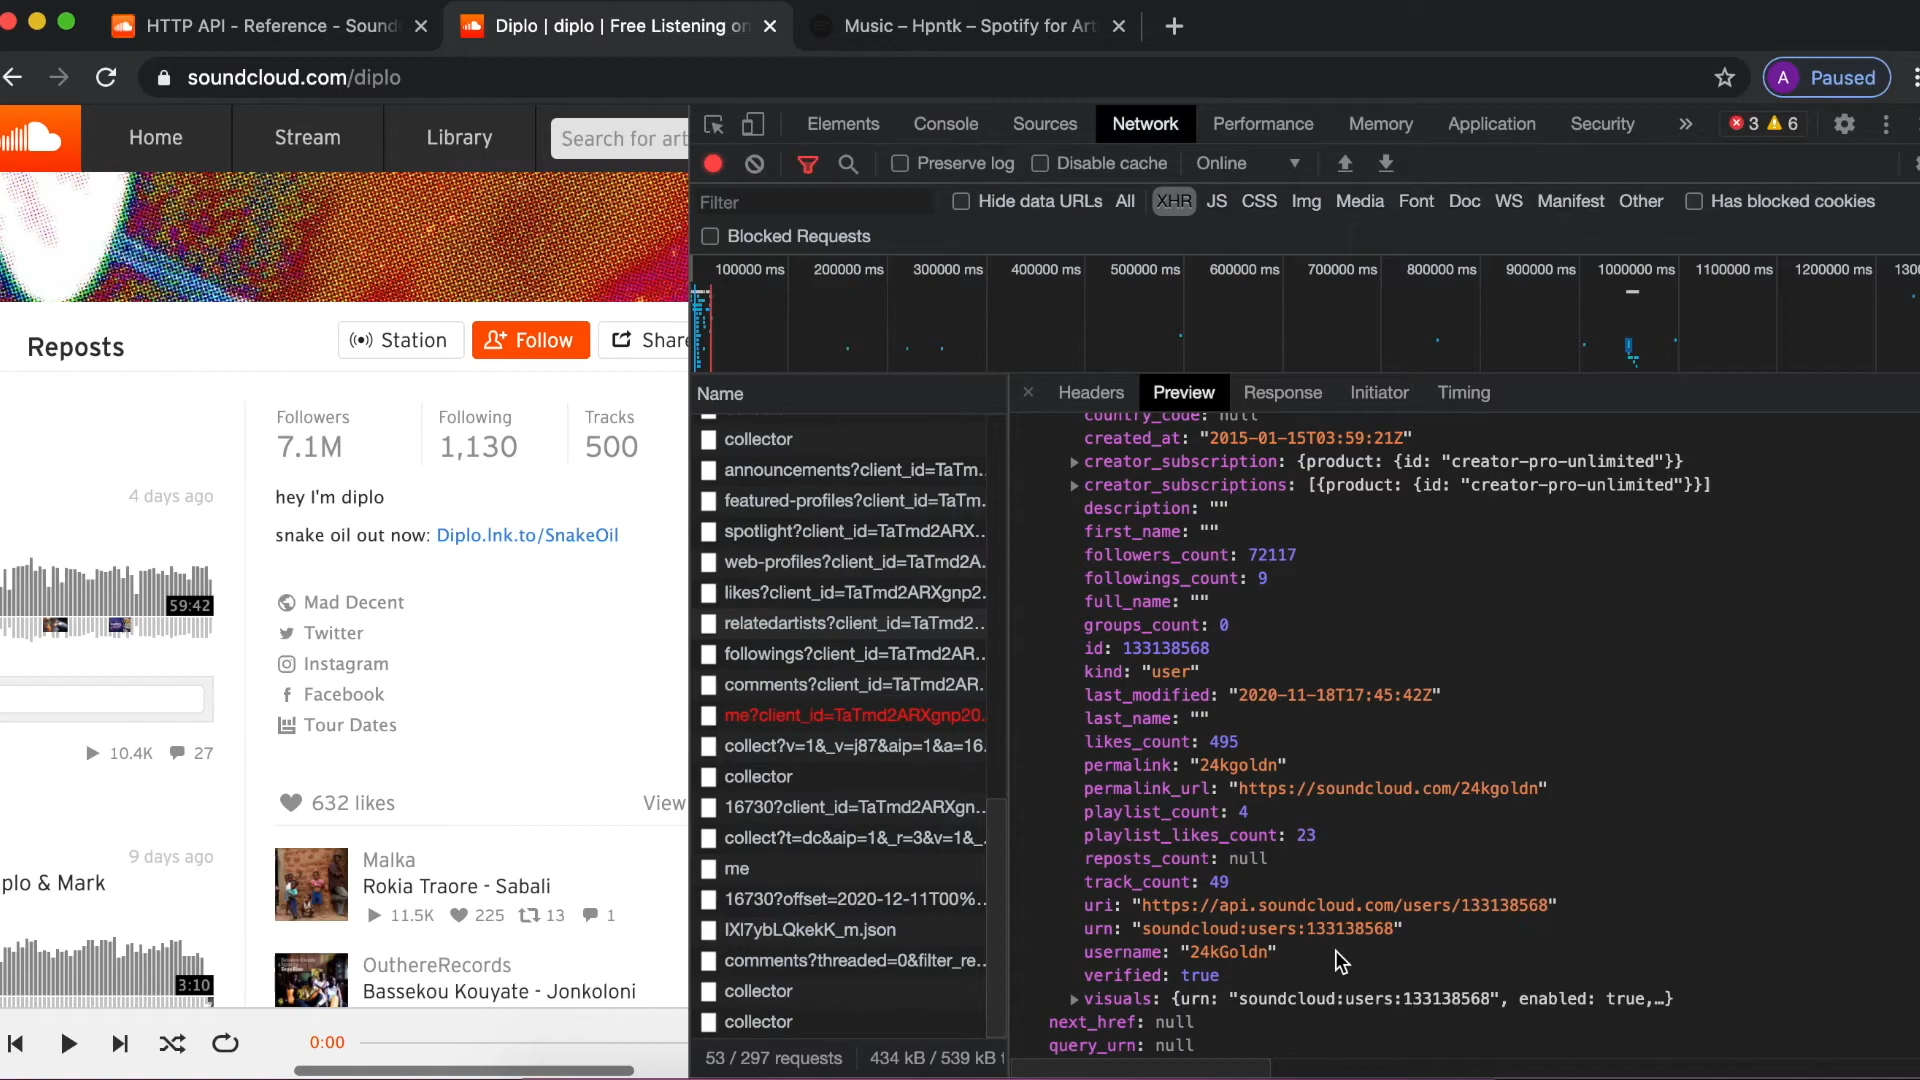 HTTP API - Reference - Sound
Diplo | diplo | Free Listening on
Music – Hpntk – Spotify for Art
soundcloud.com/diplo
A Paused
Home
Stream
Library
Search for art
Elements
Console
Sources
Network
Performance
Memory
Application
Security
3
6
Preserve log
Disable cache
Online
Filter
Hide data URLs
All
XHR
JS
CSS
Img
Media
Font
Doc
WS
Manifest
Other
Has blocked cookies
Blocked Requests
100000 ms
200000 ms
300000 ms
400000 ms
500000 ms
600000 ms
700000 ms
800000 ms
900000 ms
1000000 ms
1100000 ms
1200000 ms
1300
Reposts
Station
Follow
Share
Followers
7.1M
Following
1,130
Tracks
500
4 days ago
hey I'm diplo
snake oil out now: Diplo.lnk.to/SnakeOil
59:42
Mad Decent
Twitter
Instagram
Facebook
Tour Dates
10.4K
27
632 likes
View
9 days ago
plo & Mark
Malka
Rokia Traore - Sabali
11.5K 225 13 1
3:10
OuthereRecords
Bassekou Kouyate - Jonkoloni
0:00
Name
collector
announcements?client_id=TaTm..
featured-profiles?client_id=TaTm..
spotlight?client_id=TaTmd2ARX..
web-profiles?client_id=TaTmd2A..
likes?client_id=TaTmd2ARXgnp2..
relatedartists?client_id=TaTmd2..
followings?client_id=TaTmd2AR..
comments?client_id=TaTmd2AR..
me?client_id=TaTmd2ARXgnp20..
collect?v=1&_v=j87&aip=1&a=16..
collector
16730?client_id=TaTmd2ARXgn..
collect?t=dc&aip=1&_r=3&v=1&_..
me
16730?offset=2020-12-11T00%..
IXl7ybLQkekK_m.json
comments?threaded=0&filter_re..
collector
collector
53 / 297 requests
434 kB / 539 kB t
Headers
Preview
Response
Initiator
Timing
country_code: null
created_at: "2015-01-15T03:59:21Z"
creator_subscription: {product: {id: "creator-pro-unlimited"}}
creator_subscriptions: [{product: {id: "creator-pro-unlimited"}}]
description: ""
first_name: ""
followers_count: 72117
followings_count: 9
full_name: ""
groups_count: 0
id: 133138568
kind: "user"
last_modified: "2020-11-18T17:45:42Z"
last_name: ""
likes_count: 495
permalink: "24kgoldn"
permalink_url: "https://soundcloud.com/24kgoldn"
playlist_count: 4
playlist_likes_count: 23
reposts_count: null
track_count: 49
uri: "https://api.soundcloud.com/users/133138568"
urn: "soundcloud:users:133138568"
username: "24kGoldn"
verified: true
visuals: {urn: "soundcloud:users:133138568", enabled: true,…}
next_href: null
query_urn: null